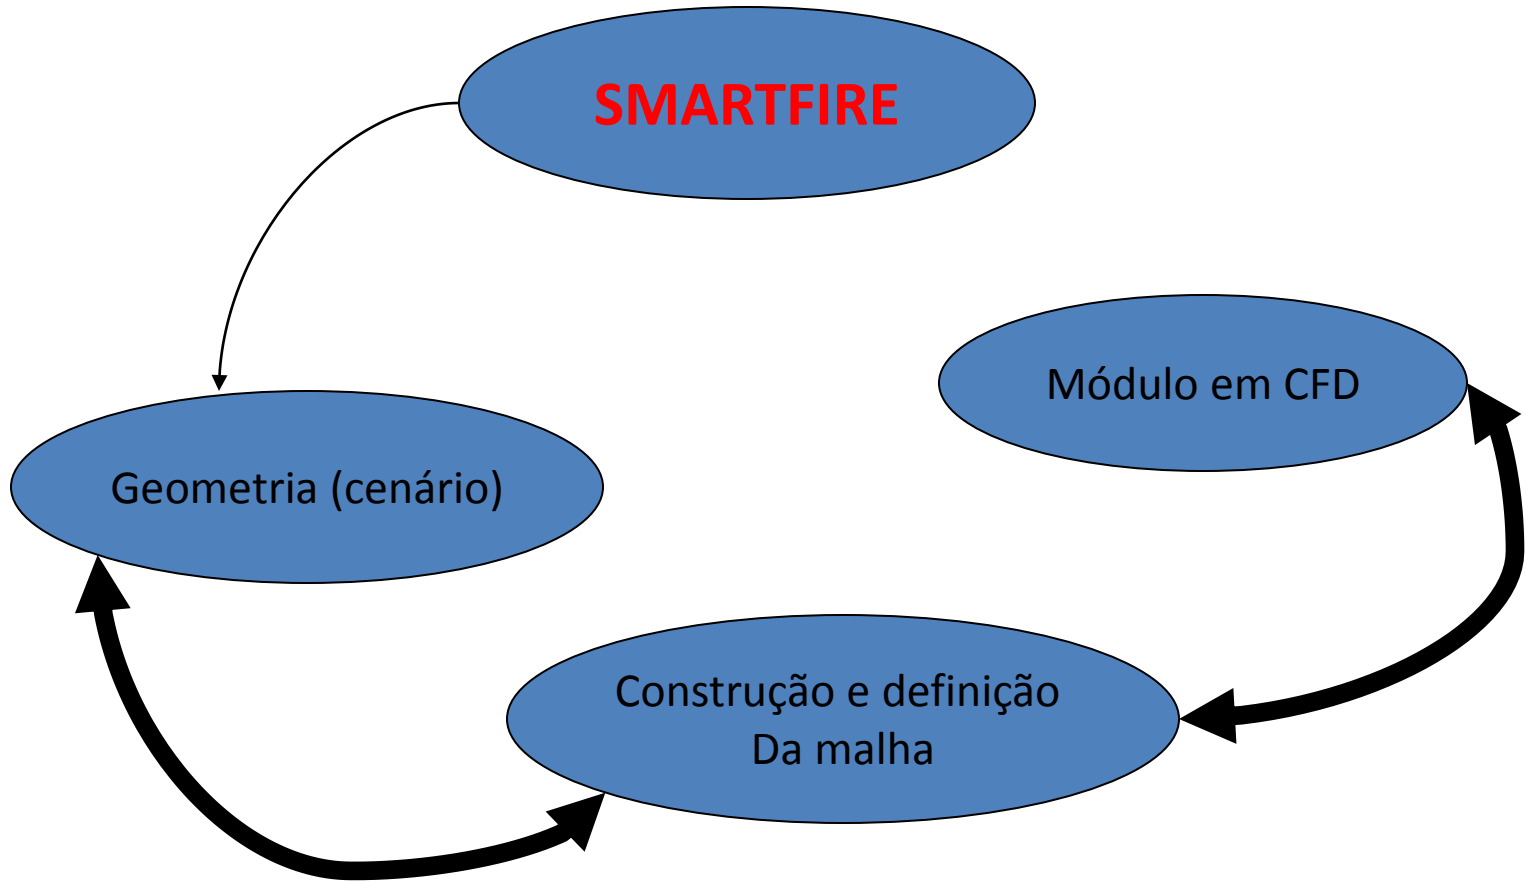 SMARTFIRE
Módulo em CFD
Geometria (cenário)
Construção e definição
Da malha